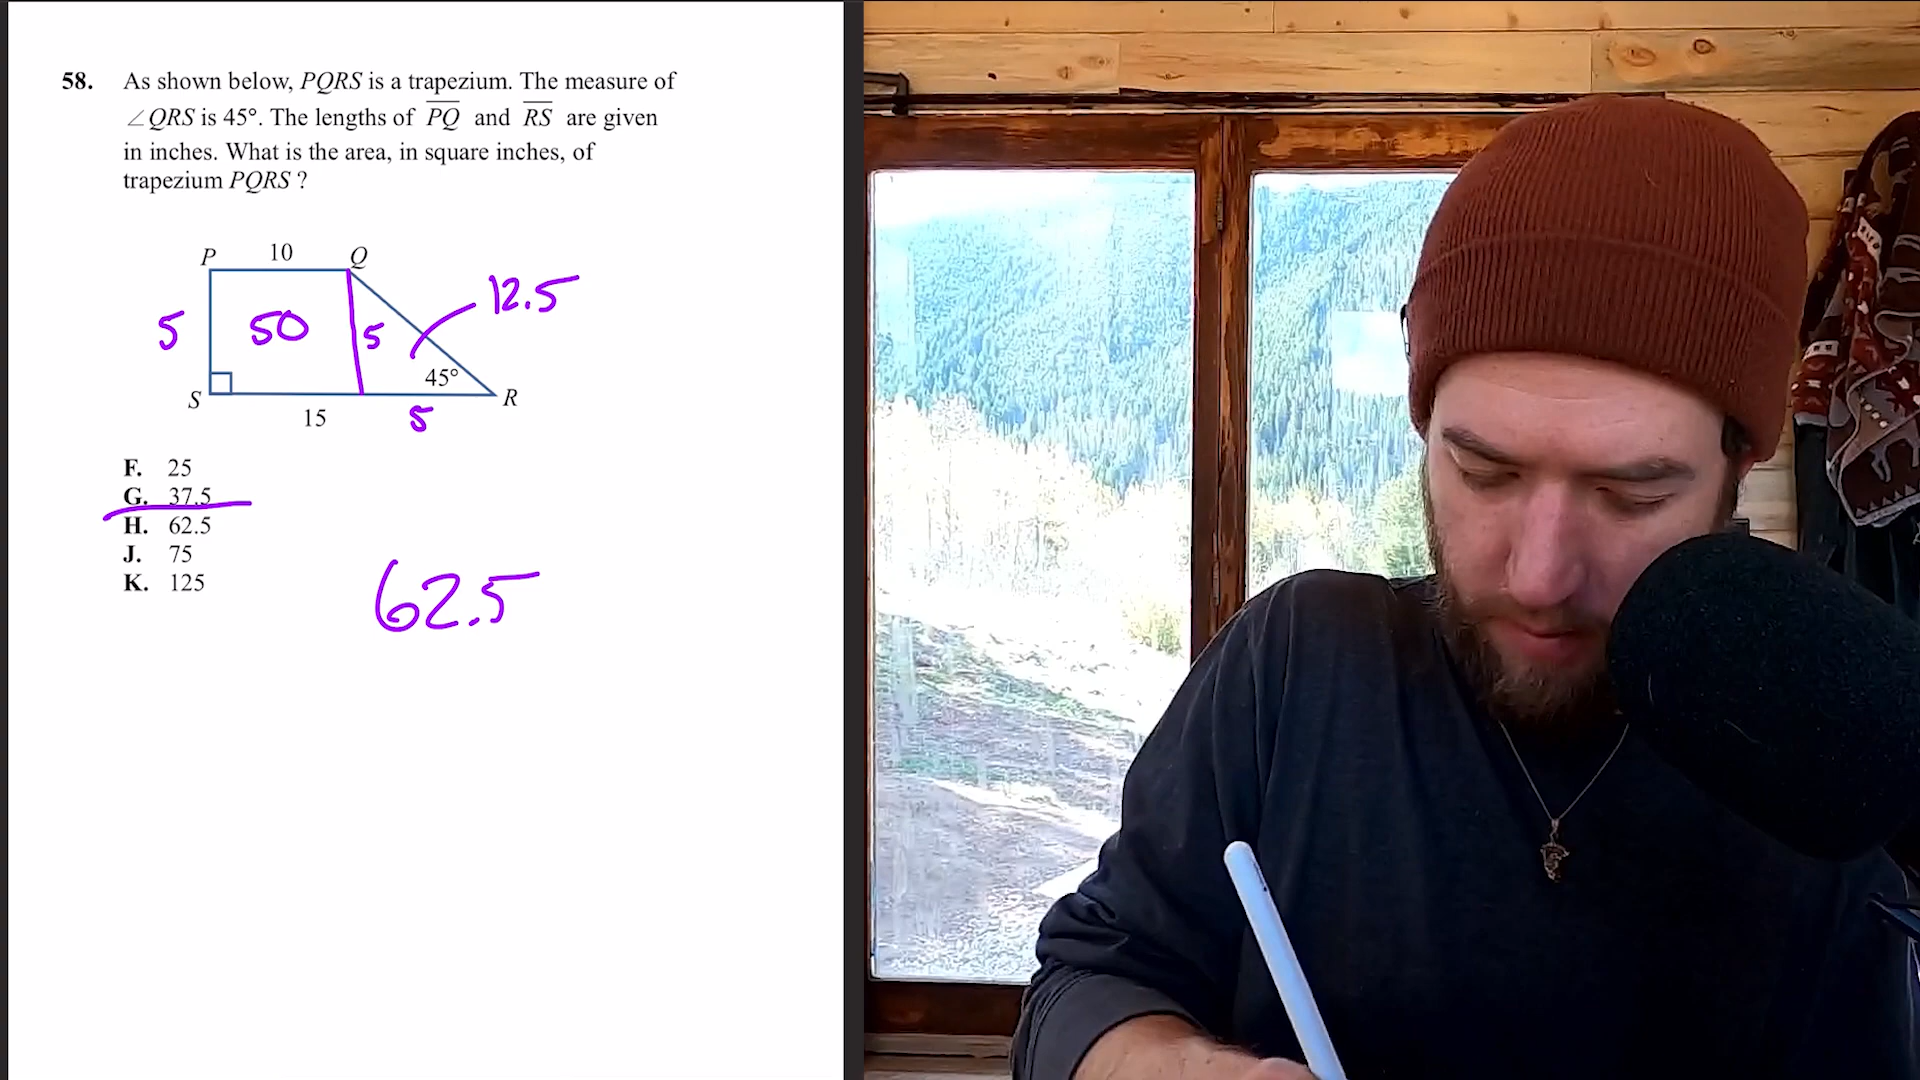 58. As shown below, PQRS is a trapezium. The measure of
∠QRS is 45°. The lengths of PQ and RS are given
in inches. What is the area, in square inches, of
trapezium PQRS ?
P 10 Q
12.5
5 50 5
45°
S R
15 5
F. 25
G. 37.5
H. 62.5
J. 75
K. 125
62.5